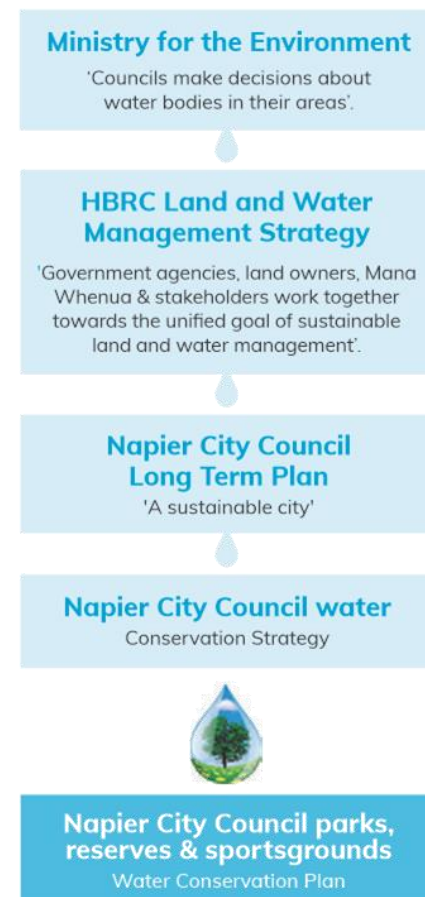 Ministry for the Environment
‘Councils make decisions about
water bodies in their areas’.
HBRC Land and Water
Management Strategy
'Government agencies, land owners, Mana
Whenua & stakeholders work together
towards the unified goal of sustainable
land and water management’.
Napier City Council
Long Term Plan
'A sustainable city'
Napier City Council water
Conservation Strategy
Napier City Council parks,
reserves & sportsgrounds
Water Conservation Plan